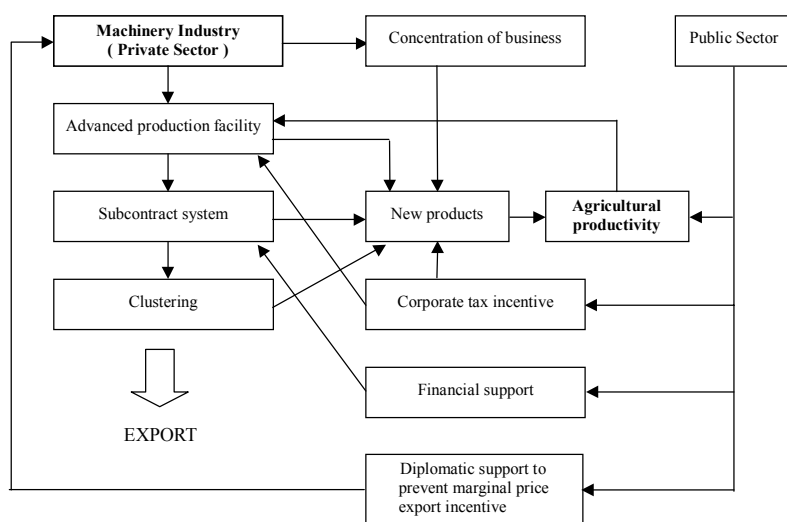 Machinery Industry
( Private Sector )
Concentration of business
Public Sector
Advanced production facility
Subcontract system
New products
Agricultural
productivity
Clustering
Corporate tax incentive
Financial support
EXPORT
Diplomatic support to
prevent marginal price
export incentive